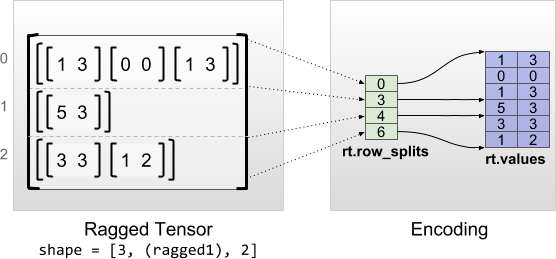 0
[[1 3] [0 0] [1 3]]
1
[[5 3]]
2
[[3 3] [1 2]]
Ragged Tensor
shape = [3, (ragged1), 2]
0
3
4
6
rt.row_splits
1 3
0 0
1 3
5 3
3 3
1 2
rt.values
Encoding